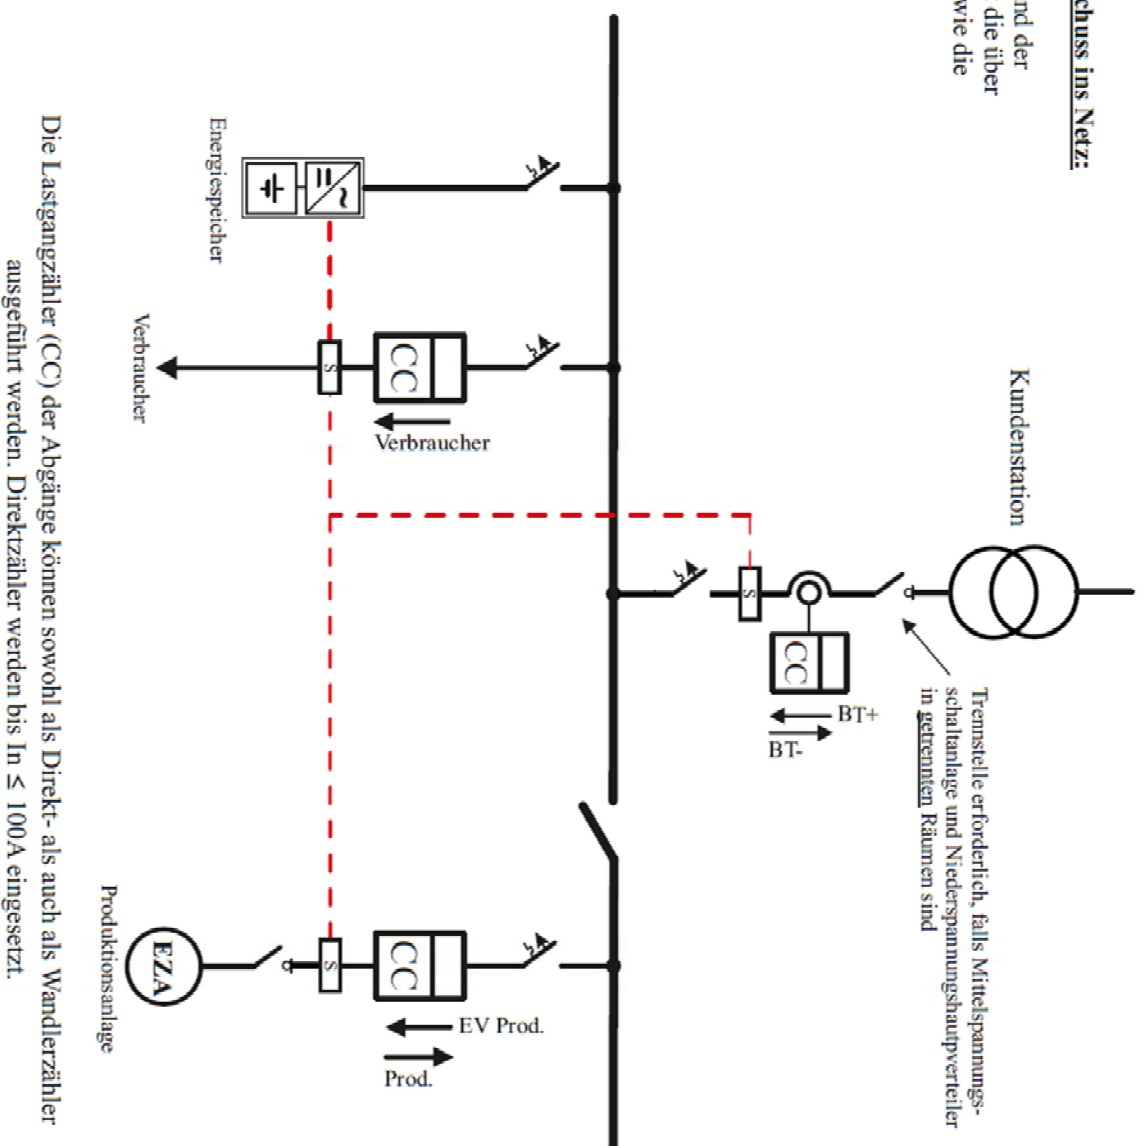 chuss ins Netz:
nd der
die über
wie die
Kundenstation
Trennstelle erforderlich, falls Mittelspannungs-
schaltanlage und Niederspannungshautpverteiler
in getrennten Räumen sind
S
CC
BT+
BT-
Energiespeicher
CC
S
Verbraucher
Verbraucher
CC
S
EV Prod.
Prod.
EZA
Produktionsanlage
Die Lastgangzähler (CC) der Abgänge können sowohl als Direkt- als auch als Wandlerzähler
ausgeführt werden. Direktzähler werden bis In ≤ 100A eingesetzt.